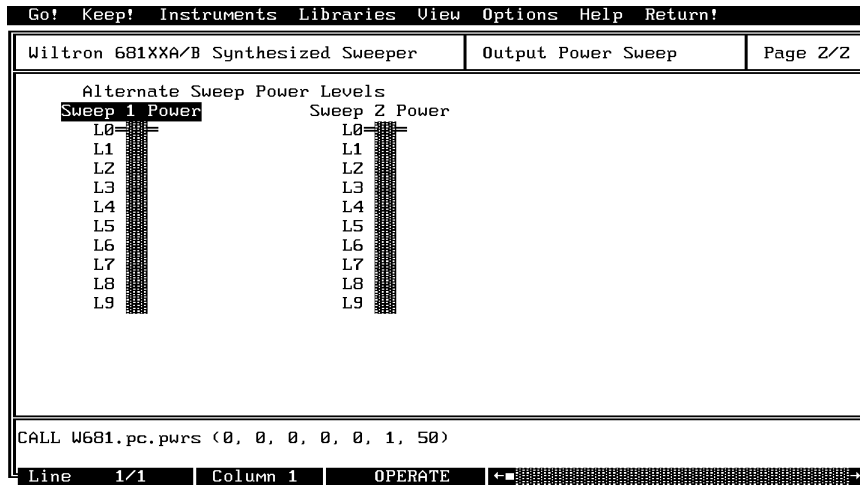 Go! Keep! Instruments Libraries View Options Help Return!
Wiltron 681XXA/B Synthesized Sweeper Output Power Sweep Page 2/2
Alternate Sweep Power Levels
Sweep 1 Power Sweep 2 Power
L0 L0
L1 L1
L2 L2
L3 L3
L4 L4
L5 L5
L6 L6
L7 L7
L8 L8
L9 L9
CALL W681.pc.pwrs (0, 0, 0, 0, 0, 1, 50)
Line 1/1 Column 1 OPERATE